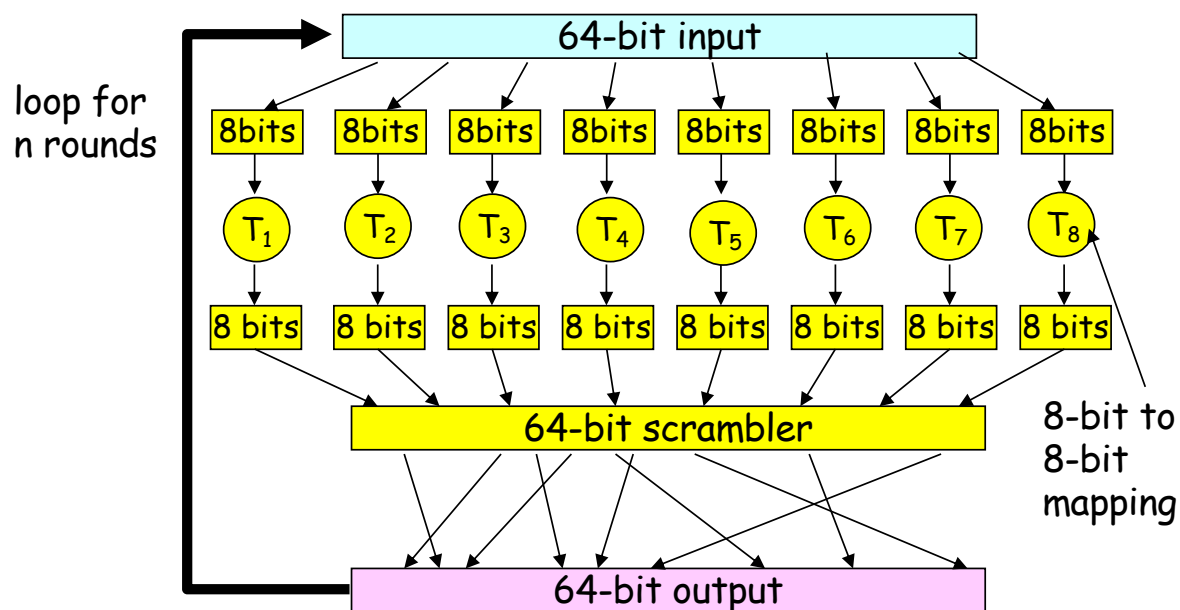 64-bit input
loop for
n rounds
8bits 8bits 8bits 8bits 8bits 8bits 8bits 8bits
T₁ T₂ T₃ T₄ T₅ T₆ T₇ T₈
8 bits 8 bits 8 bits 8 bits 8 bits 8 bits 8 bits 8 bits
64-bit scrambler
8-bit to
8-bit
mapping
64-bit output